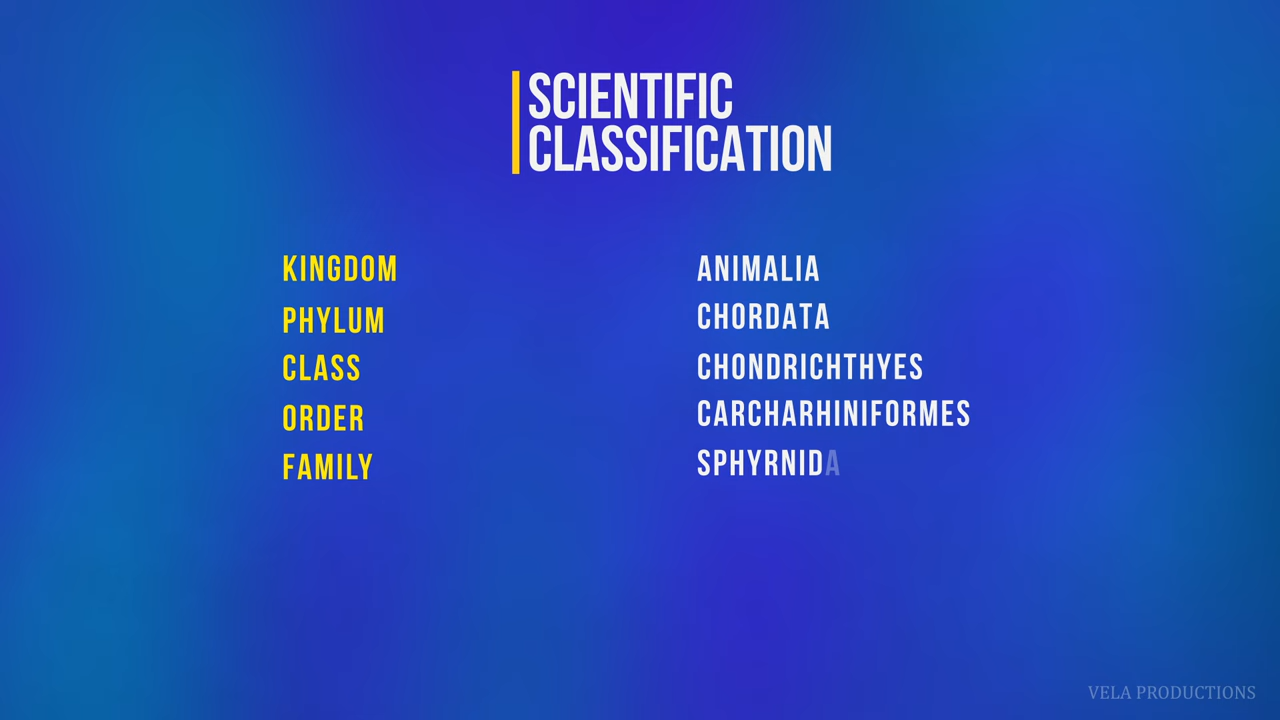 SCIENTIFIC
CLASSIFICATION
KINGDOM ANIMALIA
PHYLUM CHORDATA
CLASS CHONDRICHTHYES
ORDER CARCHARHINIFORMES
FAMILY SPHYRNIDA
VELA PRODUCTIONS